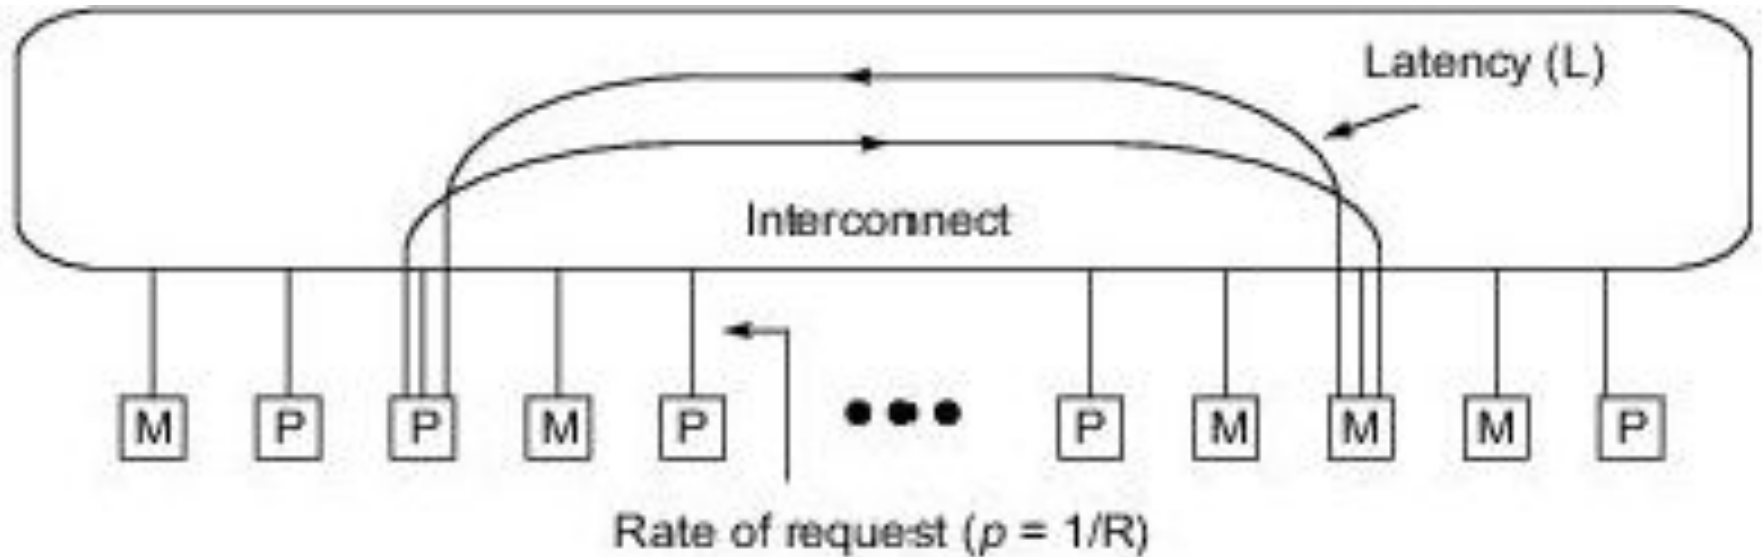 Latency (L)
Interconnect
M P P M P P M M M P
Rate of request (p = 1/R)